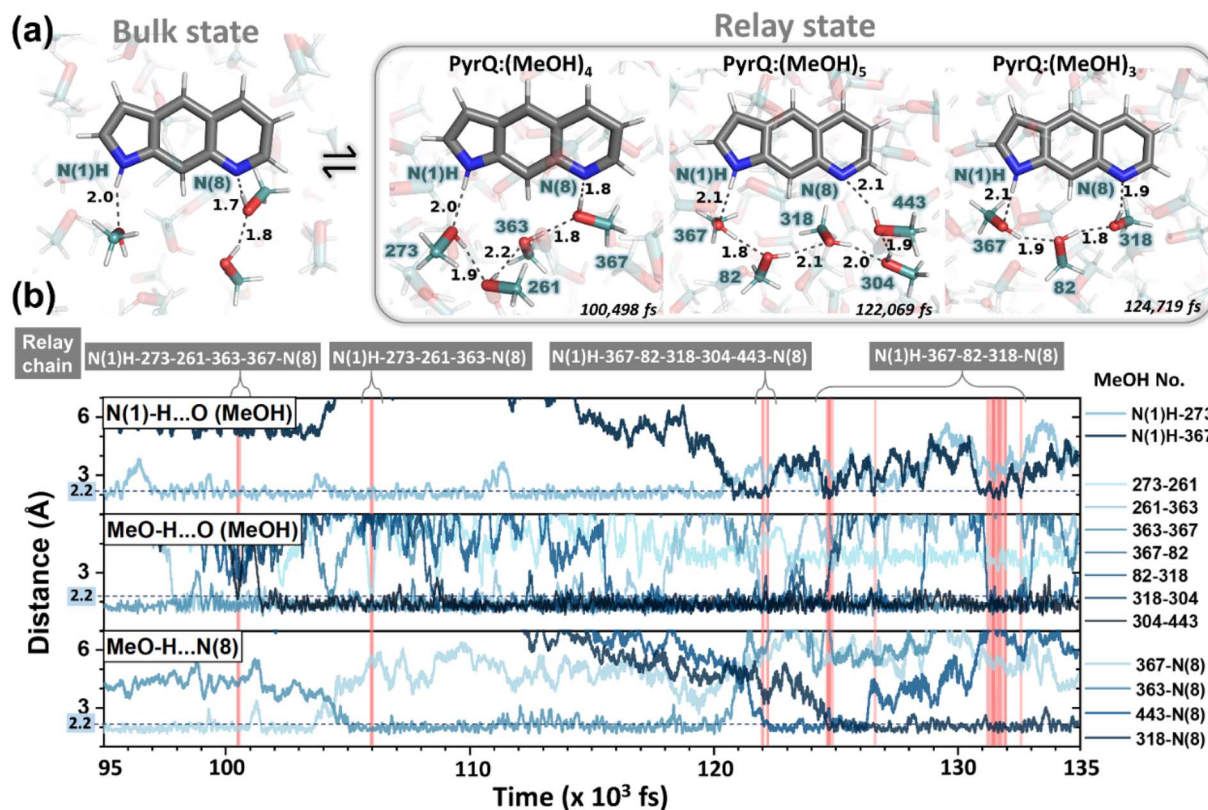 (a)
Bulk state
Relay state
N(1)H
N(8)
2.0
1.7
1.8
PyrQ:(MeOH)4
N(1)H
N(8)
1.8
2.0
363
1.8
2.2
273
1.9
367
261
100,498 fs
PyrQ:(MeOH)5
N(1)H
N(8)
2.1
2.1
318
443
367
1.8
1.9
2.1
2.0
82
304
122,069 fs
PyrQ:(MeOH)3
N(1)H
N(8)
2.1
1.9
367
1.9
1.8
318
82
124,719 fs
(b)
Relay chain
N(1)H-273-261-363-367-N(8)
N(1)H-273-261-363-N(8)
N(1)H-367-82-318-304-443-N(8)
N(1)H-367-82-318-N(8)
MeOH No.
N(1)-H...O (MeOH)
6
3
2.2
N(1)H-273
N(1)H-367
MeO-H...O (MeOH)
3
2.2
273-261
261-363
363-367
367-82
82-318
318-304
304-443
MeO-H...N(8)
6
3
2.2
367-N(8)
363-N(8)
443-N(8)
318-N(8)
Distance (Å)
95 100 110 120 130 135
Time (x 10³ fs)